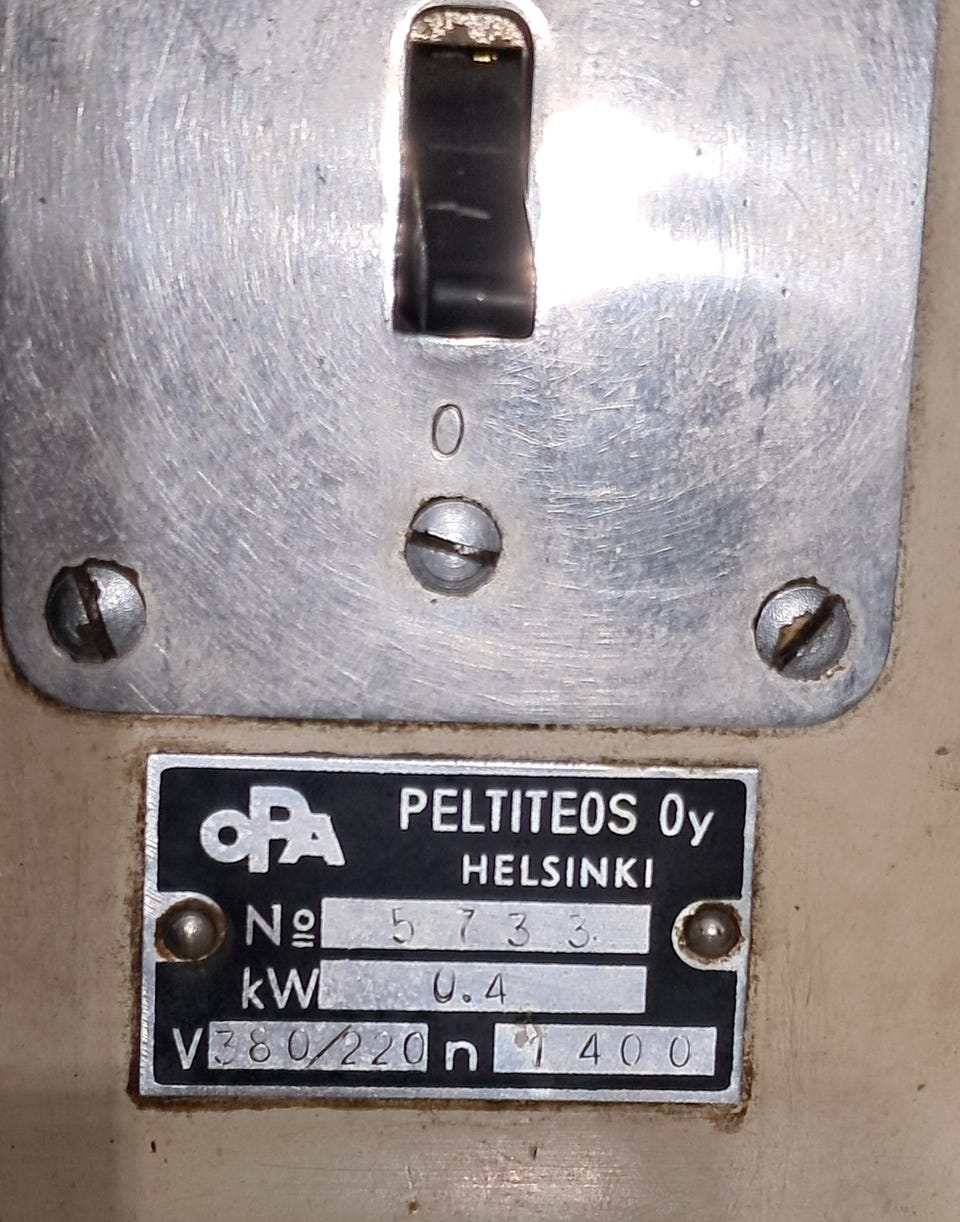 0
OPA PELTITEOS Oy
HELSINKI
Nº 5733
kW 0.4
V 380/220 n 1400